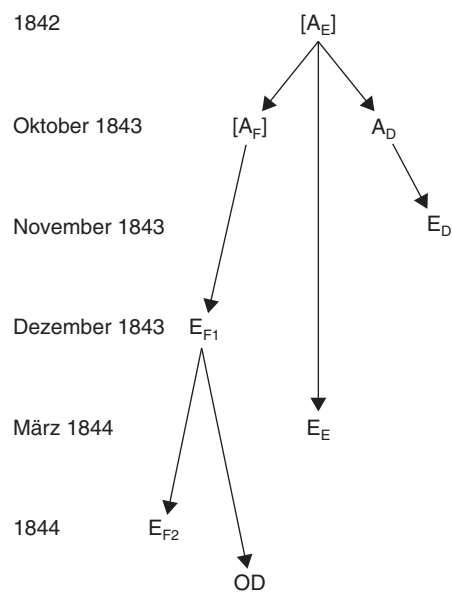 1842 [A_E]
Oktober 1843 [A_F] A_D
November 1843 E_D
Dezember 1843 E_F1
März 1844 E_E
1844 E_F2
OD